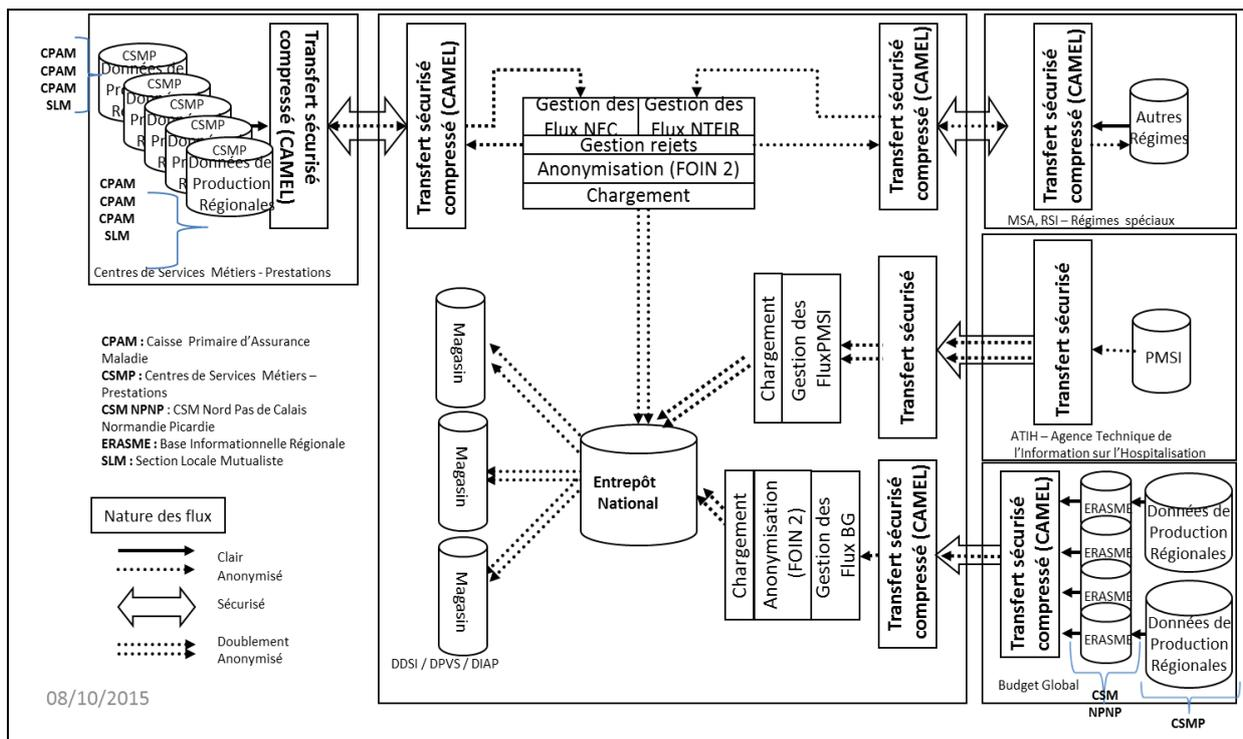 CPAM
CPAM
CPAM
SLM
CSMP
Données de
CSMP
CSMP
CSMP
CSMP
Données de
Production
Régionales
CPAM
CPAM
CPAM
SLM
Transfert sécurisé
compressé (CAMEL)
Centres de Services Métiers - Prestations
Transfert sécurisé
compressé (CAMEL)
Gestion des
Flux NFC
Gestion des
Flux NTEIR
Gestion rejets
Anonymisation (FOIN 2)
Chargement
Transfert sécurisé
compressé (CAMEL)
Transfert sécurisé
compressé (CAMEL)
Autres
Régimes
MSA, RSI – Régimes spéciaux
Magasin
Magasin
Magasin
Entrepôt
National
Chargement
Gestion des
FluxPMSI
Transfert sécurisé
Transfert sécurisé
PMSI
ATIH – Agence Technique de
l'Information sur l'Hospitalisation
Chargement
Anonymisation
(FOIN 2)
Gestion des
Flux BG
Transfert sécurisé
compressé (CAMEL)
Transfert sécurisé
compressé (CAMEL)
ERASME
ERASME
ERASME
ERASME
Données de
Production
Régionales
Données de
Production
Régionales
Budget Global
CSM
NPNP
CSMP
DDSI / DPVS / DIAP
CPAM : Caisse Primaire d'Assurance
Maladie
CSMP : Centres de Services Métiers –
Prestations
CSM NPNP : CSM Nord Pas de Calais
Normandie Picardie
ERASME : Base Informationnelle Régionale
SLM : Section Locale Mutualiste
Nature des flux
Clair
Anonymisé
Sécurisé
Doublement
Anonymisé
08/10/2015